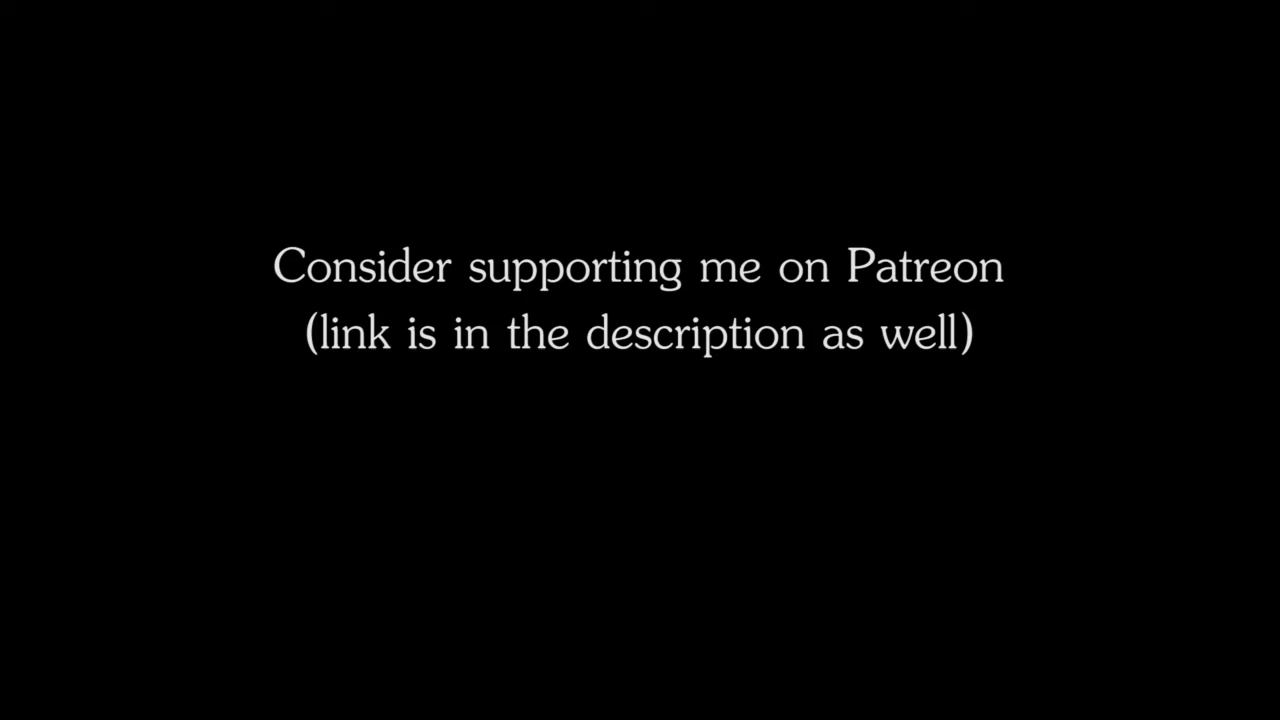 Consider supporting me on Patreon
(link is in the description as well)